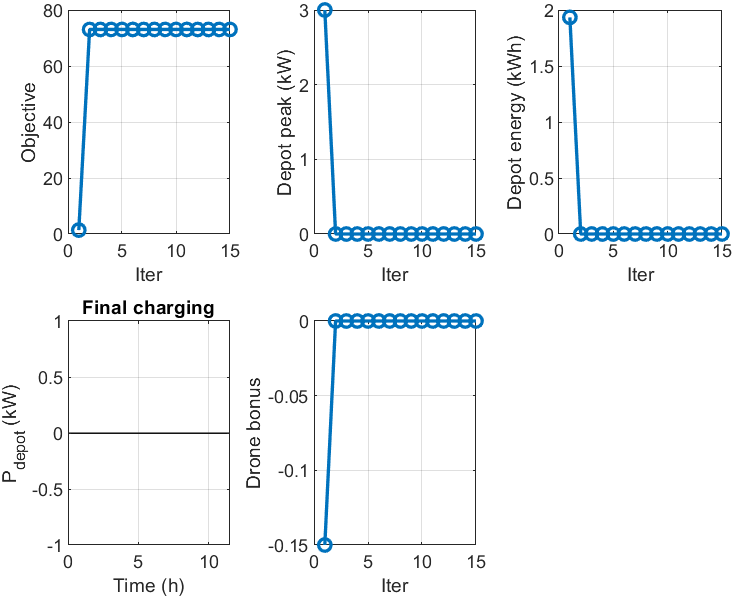 80
60
40
20
0
0 5 10 15
Objective
Iter
3
2
1
0
0 5 10 15
Depot peak (kW)
Iter
2
1.5
1
0.5
0
0 5 10 15
Depot energy (kWh)
Iter
Final charging
1
0.5
0
-0.5
-1
0 5 10
P_depot (kW)
Time (h)
0
-0.05
-0.1
-0.15
0 5 10 15
Drone bonus
Iter